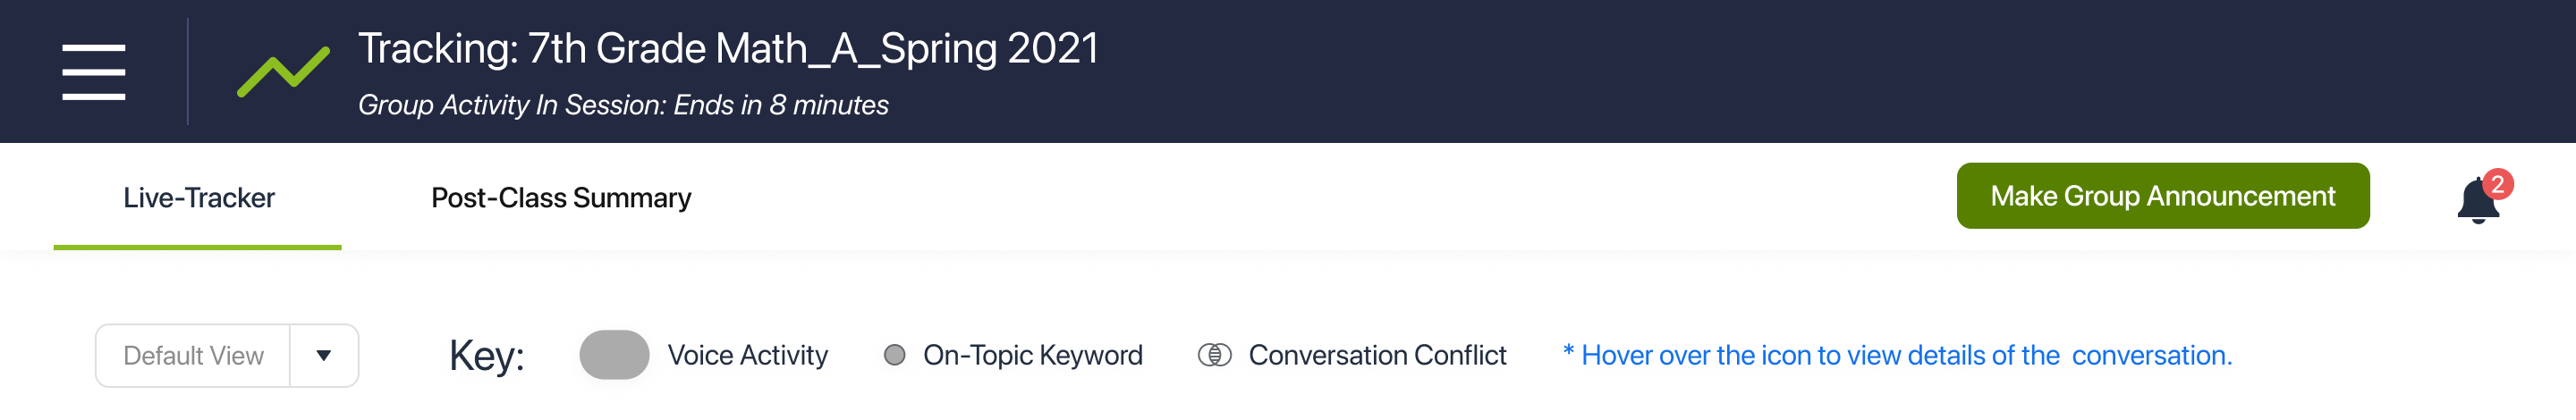 Tracking: 7th Grade Math_A_Spring 2021
Group Activity In Session: Ends in 8 minutes
Live-Tracker
Post-Class Summary
Make Group Announcement
2
Default View
Key:
Voice Activity
On-Topic Keyword
Conversation Conflict
* Hover over the icon to view details of the conversation.